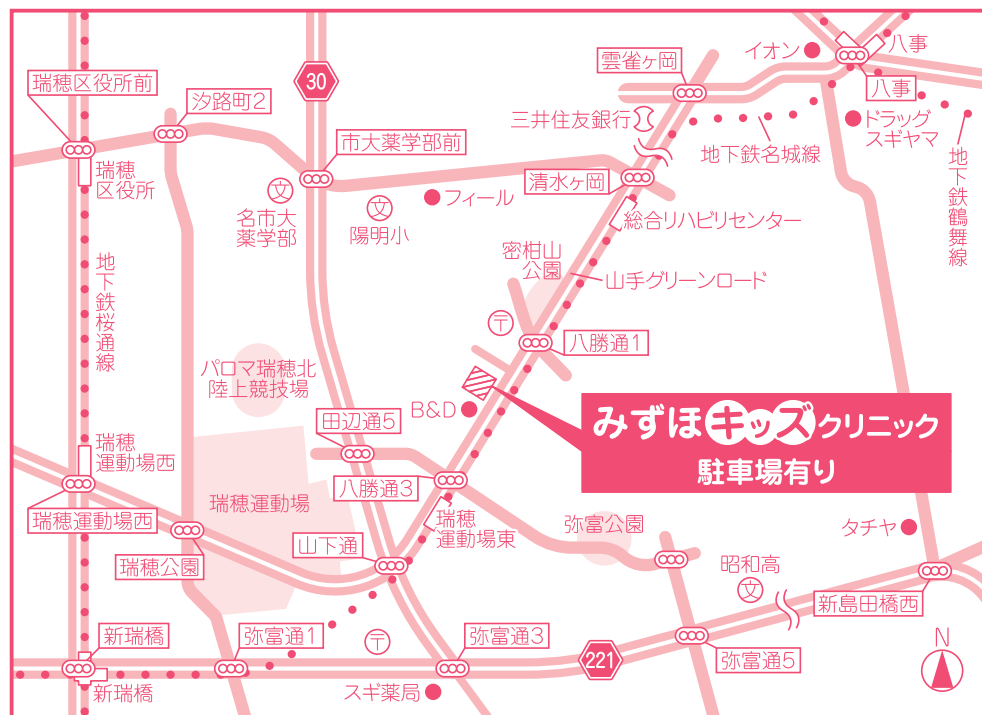 イオン
八事
八事
雲雀ヶ岡
三井住友銀行
ドラッグ
スギヤマ
地下鉄名城線
地下鉄鶴舞線
瑞穂区役所前
汐路町2
30
市大薬学部前
瑞穂
区役所
文
名市大
薬学部
文
陽明小
フィール
清水ヶ岡
総合リハビリセンター
密柑山
公園
山手グリーンロード
地下鉄桜通線
〒
八勝通1
パロマ瑞穂北
陸上競技場
B&D
みずほキッズクリニック
駐車場有り
田辺通5
瑞穂
運動場西
八勝通3
瑞穂運動場西
瑞穂運動場
瑞穂
運動場東
弥富公園
タチヤ
山下通
瑞穂公園
昭和高
文
新島田橋西
新瑞橋
弥富通1
〒
弥富通3
221
弥富通5
N
新瑞橋
スギ薬局